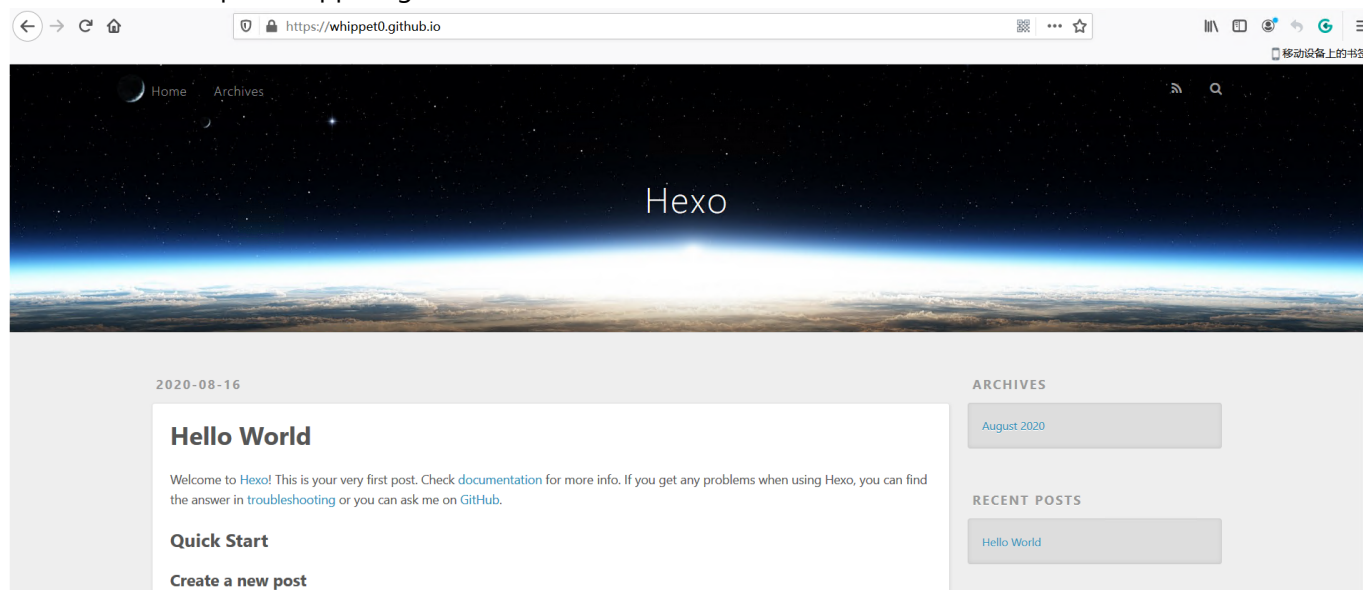 https://whippet0.github.io
移动设备上的书签
Home Archives
Hexo
2020-08-16
Hello World
Welcome to Hexo! This is your very first post. Check documentation for more info. If you get any problems when using Hexo, you can find
the answer in troubleshooting or you can ask me on GitHub.
Quick Start
Create a new post
ARCHIVES
August 2020
RECENT POSTS
Hello World